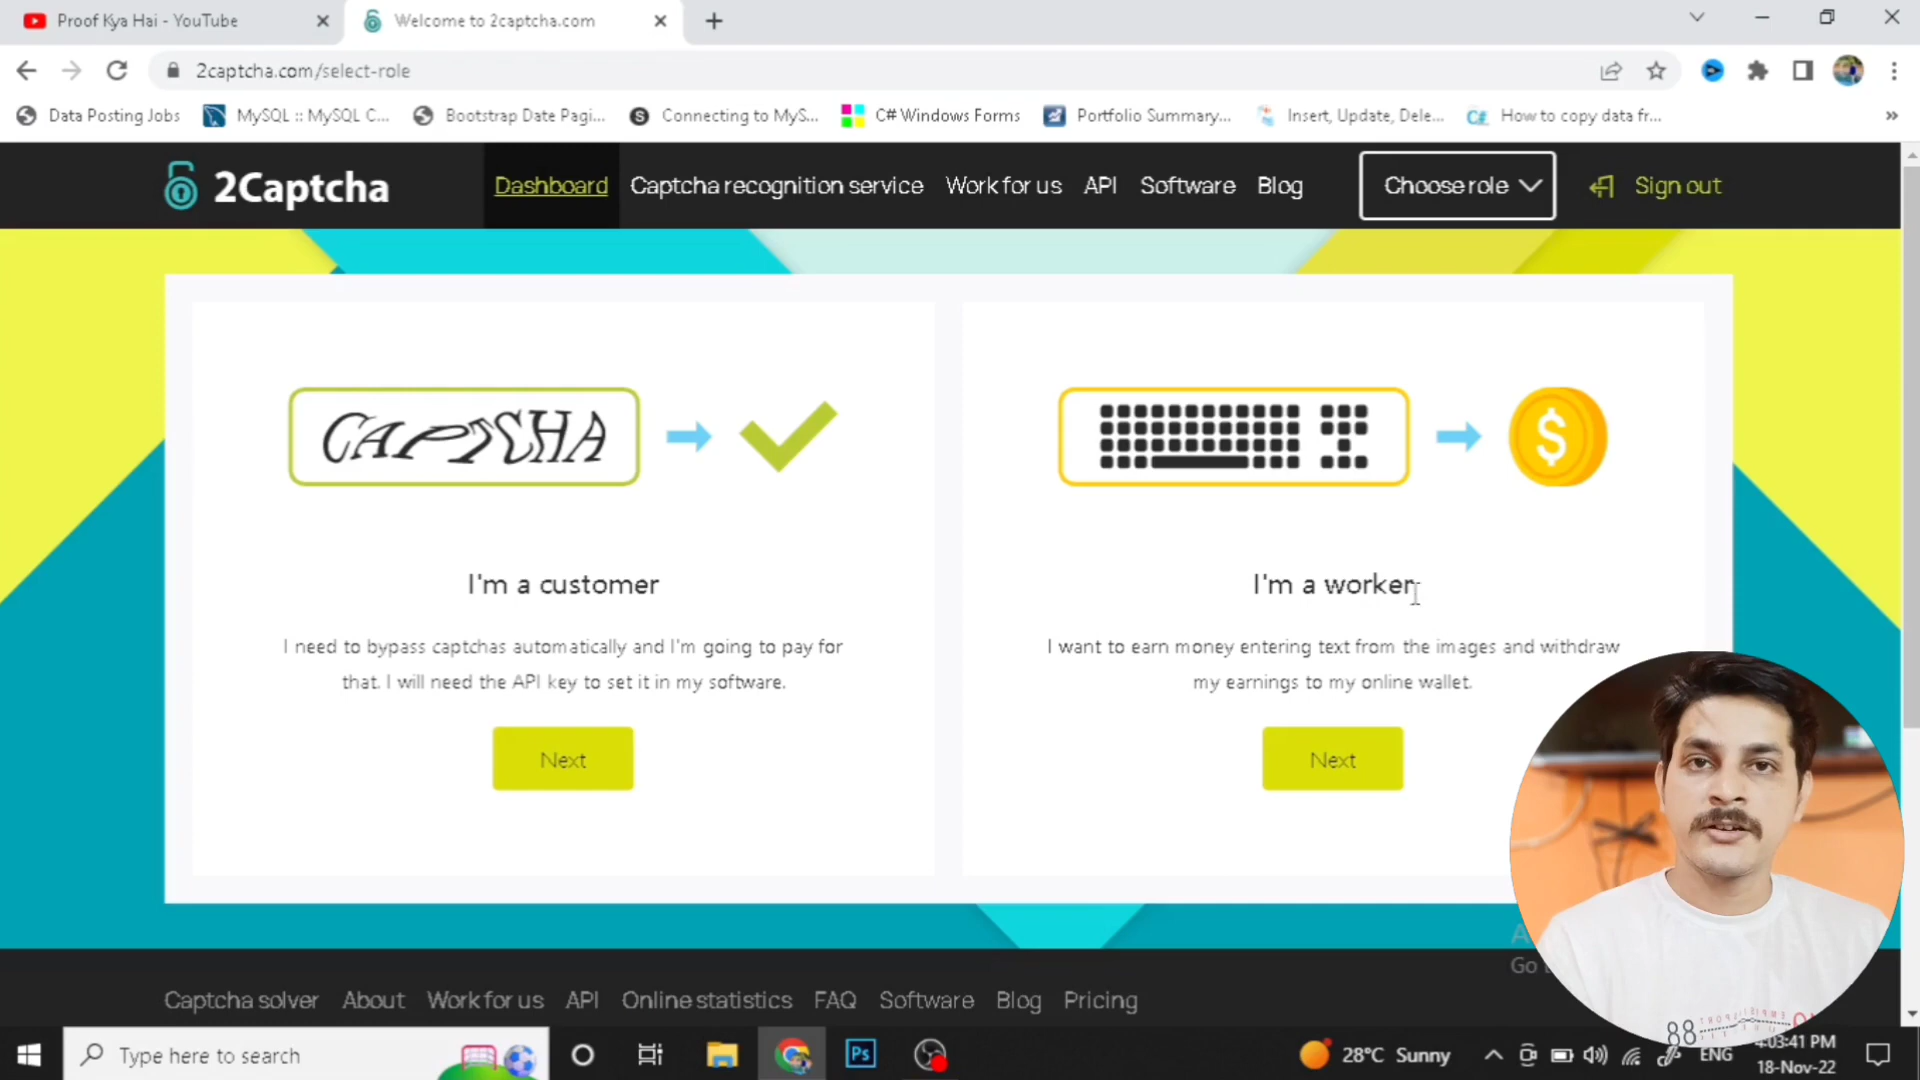 Proof Kya Hai - YouTube
Welcome to 2captcha.com
2captcha.com/select-role
Data Posting Jobs
MySQL :: MySQL C...
Bootstrap Date Pagi...
Connecting to MyS...
C# Windows Forms
Portfolio Summary...
Insert, Update, Dele...
How to copy data fr...
2Captcha
Dashboard
Captcha recognition service
Work for us
API
Software
Blog
Choose role
Sign out
CAPTCHA
$
I'm a customer
I need to bypass captchas automatically and I'm going to pay for
that. I will need the API key to set it in my software.
Next
I'm a worker
I want to earn money entering text from the images and withdraw
my earnings to my online wallet.
Next
Captcha solver
About
Work for us
API
Online statistics
FAQ
Software
Blog
Pricing
Type here to search
Ps
28°C Sunny
ENG
4:03:41 PM
18-Nov-22
88